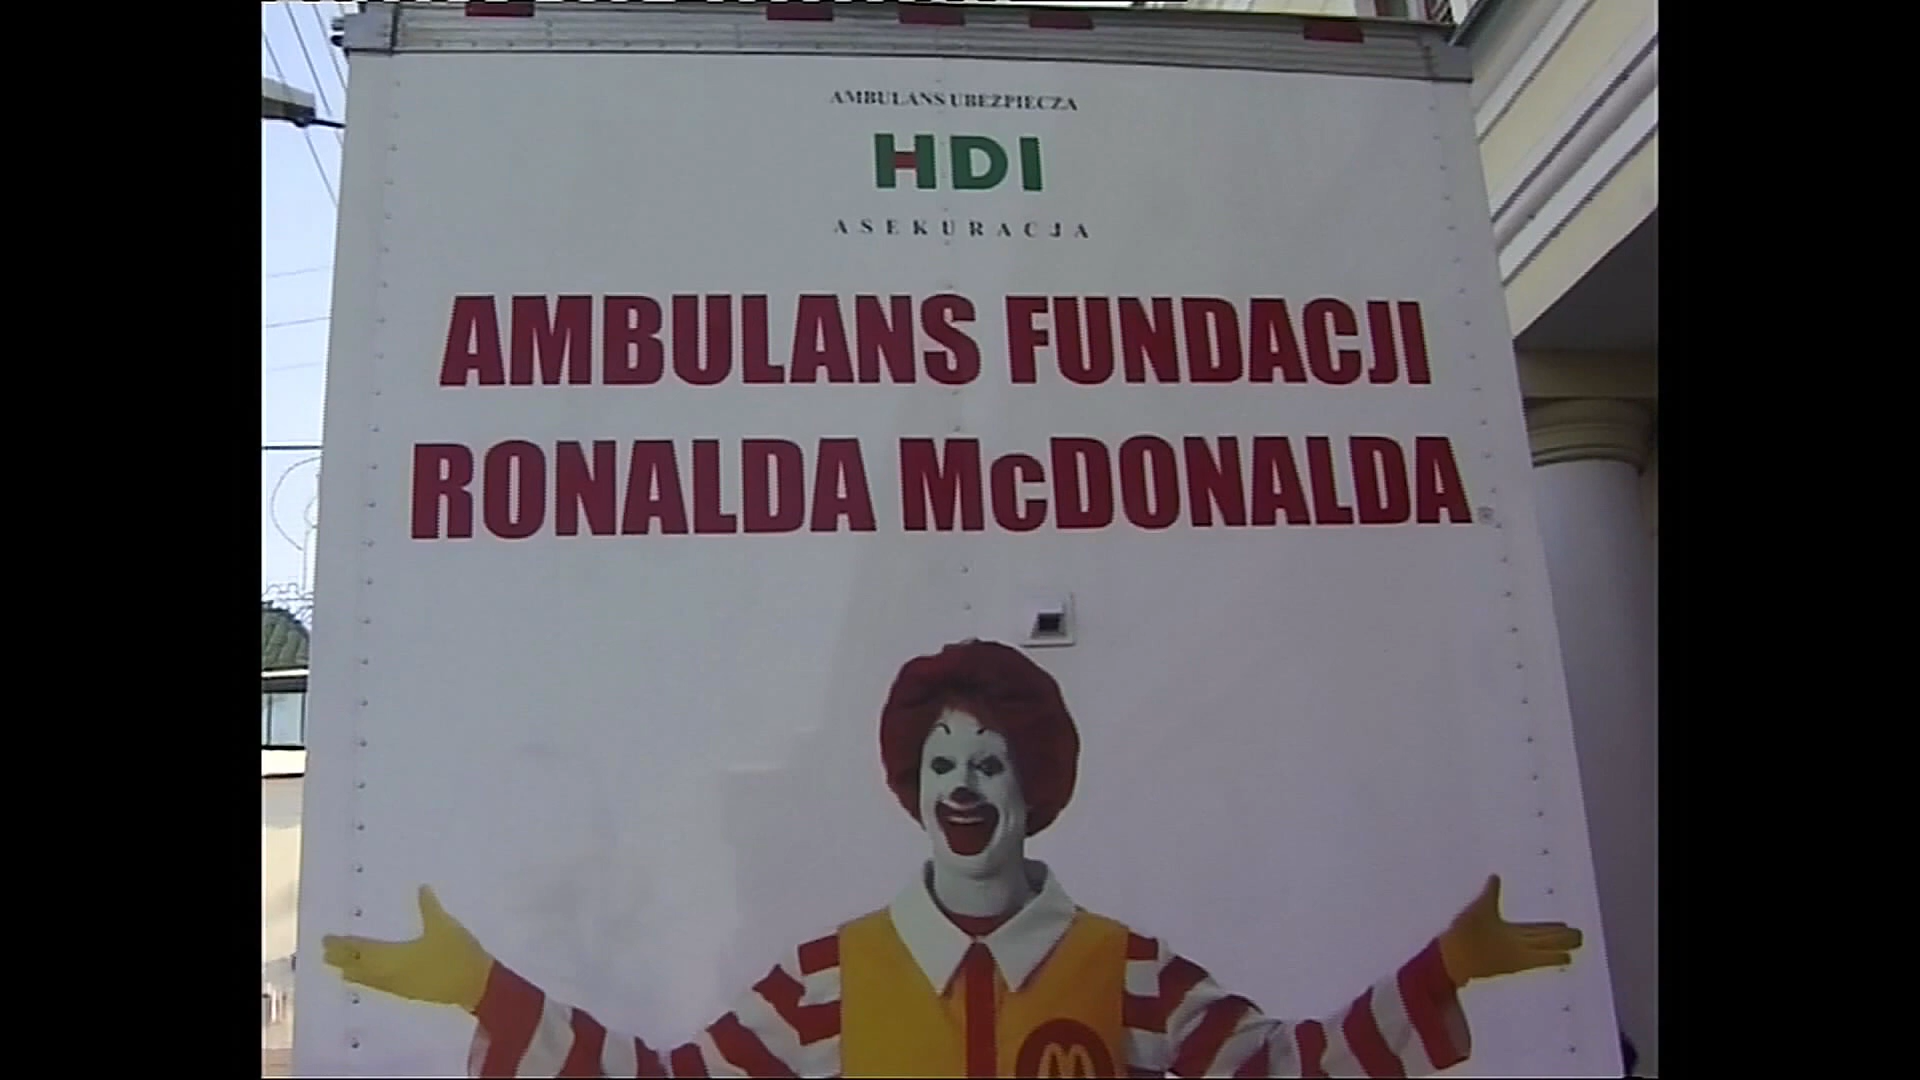 AMBULANS UBEZPIECZA
HDI
ASEKURACJA
AMBULANS FUNDACJI
RONALDA McDONALDA